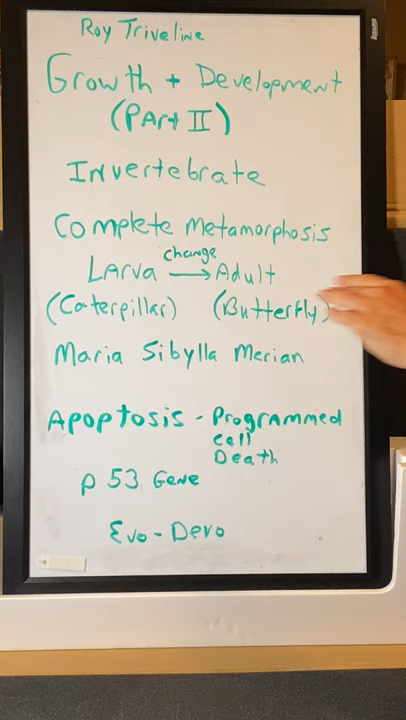 Roy Triveline
Growth + Development
(Part II)
Invertebrate
Complete Metamorphosis
change
Larva → Adult
(Caterpillar) (Butterfly)
Maria Sibylla Merian
Apoptosis - Programmed
Cell
Death
p 53 Gene
Evo - Devo